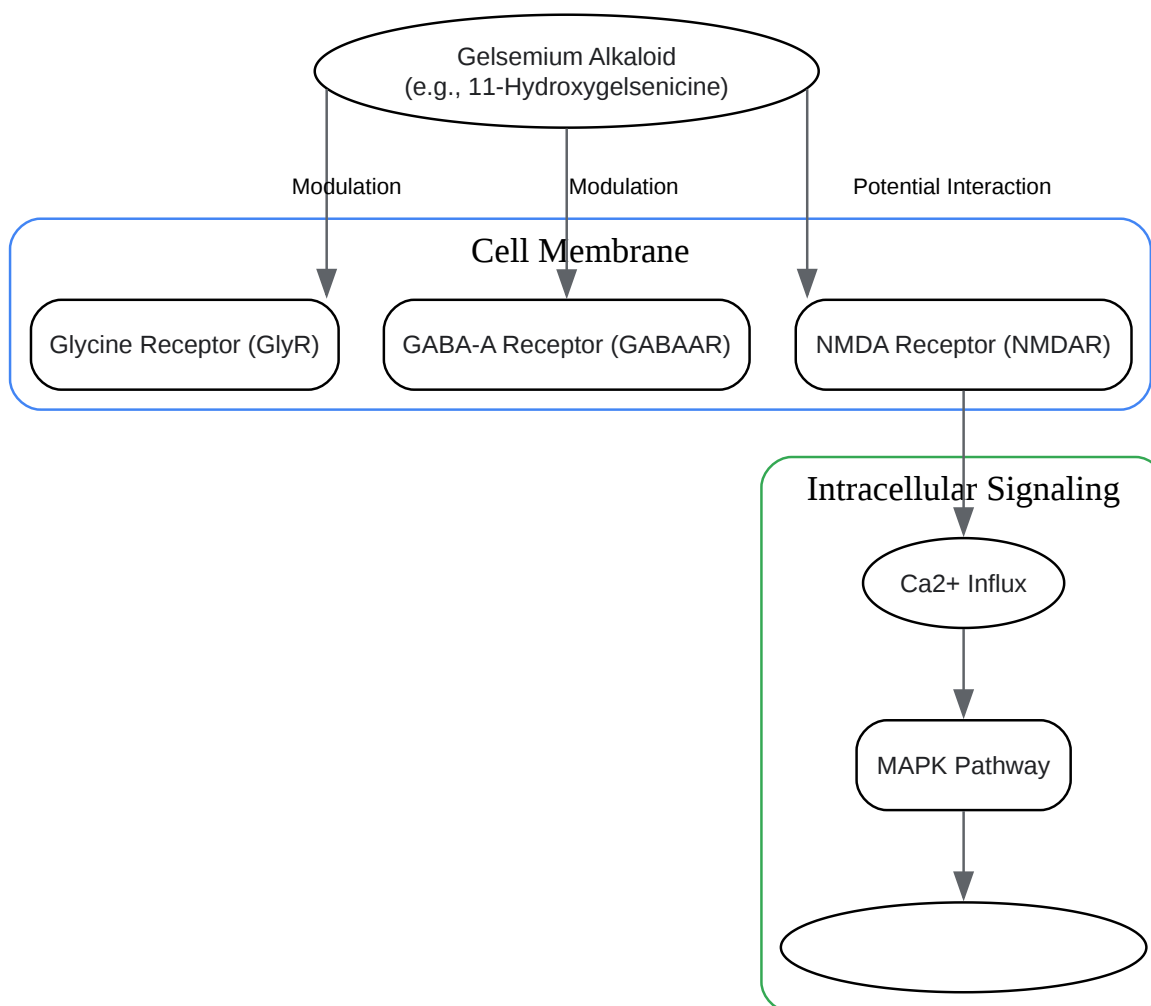 Gelsemium Alkaloid
(e.g., 11-Hydroxygelsenicine)
Modulation
Modulation
Potential Interaction
Cell Membrane
Glycine Receptor (GlyR)
GABA-A Receptor (GABAAR)
NMDA Receptor (NMDAR)
Intracellular Signaling
Ca2+ Influx
MAPK Pathway